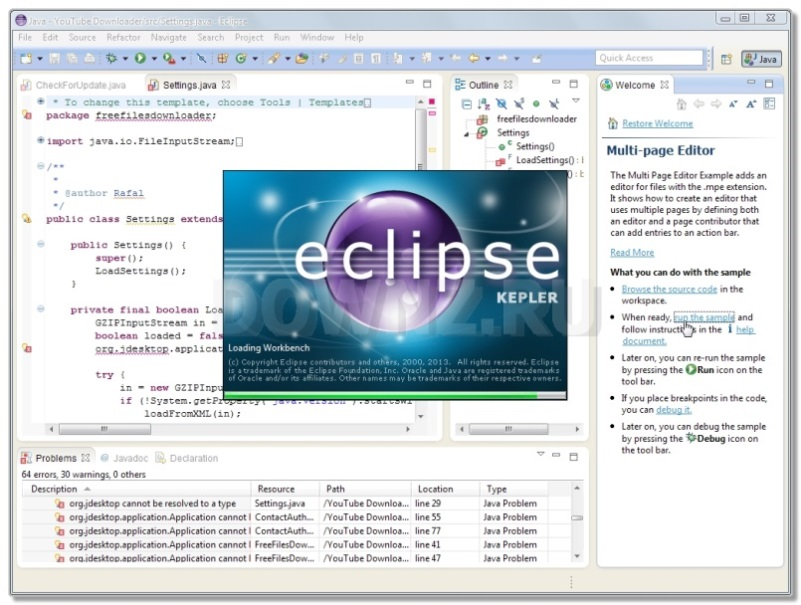 Java - YouTube Downloader/src/Settings.java - Eclipse
File Edit Source Refactor Navigate Search Project Run Window Help
Quick Access
Java
CheckForUpdate.java
Settings.java
* To change this template, choose Tools | Templates
package freefilesdownloader;
import java.io.FileInputStream;
/**
*
* @author Rafal
*/
public class Settings extends
public Settings() {
super();
LoadSettings();
}
private final boolean Loa
GZIPInputStream in =
boolean loaded = fals
org.jdesktop.applicat
try {
in = new GZIPInpu
if (!System.getProperty("java.version").startsWi
loadFromXML(in);
Outline
freefilesdownloader
Settings
Settings()
LoadSettings() : b
eclipse
KEPLER
Loading Workbench
(c) Copyright Eclipse contributors and others, 2000, 2013. All rights reserved. Eclipse
is a trademark of the Eclipse Foundation, Inc. Oracle and Java are registered trademarks
of Oracle and/or its affiliates. Other names may be trademarks of their respective owners.
DOWNZ.RU
Welcome
Restore Welcome
Multi-page Editor
The Multi Page Editor Example adds an
editor for files with the .mpe extension.
It shows how to create an editor that
uses multiple pages by defining both
an editor and a page contributor that
can add entries to an action bar.
Read More
What you can do with the sample
Browse the source code in the
workspace.
When ready, run the sample and
follow instructions in the help
document.
Later on, you can re-run the sample
by pressing the Run icon on the
tool bar.
If you place breakpoints in the code,
you can debug it.
Later on, you can debug the sample
by pressing the Debug icon on
the tool bar.
Problems Javadoc Declaration
64 errors, 30 warnings, 0 others
Description Resource Path Location Type
org.jdesktop cannot be resolved to a type Settings.java /YouTube Downloa... line 29 Java Problem
org.jdesktop.application.Application cannot l ContactAuth... /YouTube Downloa... line 55 Java Problem
org.jdesktop.application.Application cannot l ContactAuth... /YouTube Downloa... line 77 Java Problem
org.jdesktop.application.Application cannot l FreeFilesDow... /YouTube Downloa... line 41 Java Problem
org.jdesktop.application.Application cannot l FreeFilesDow... /YouTube Downloa... line 47 Java Problem